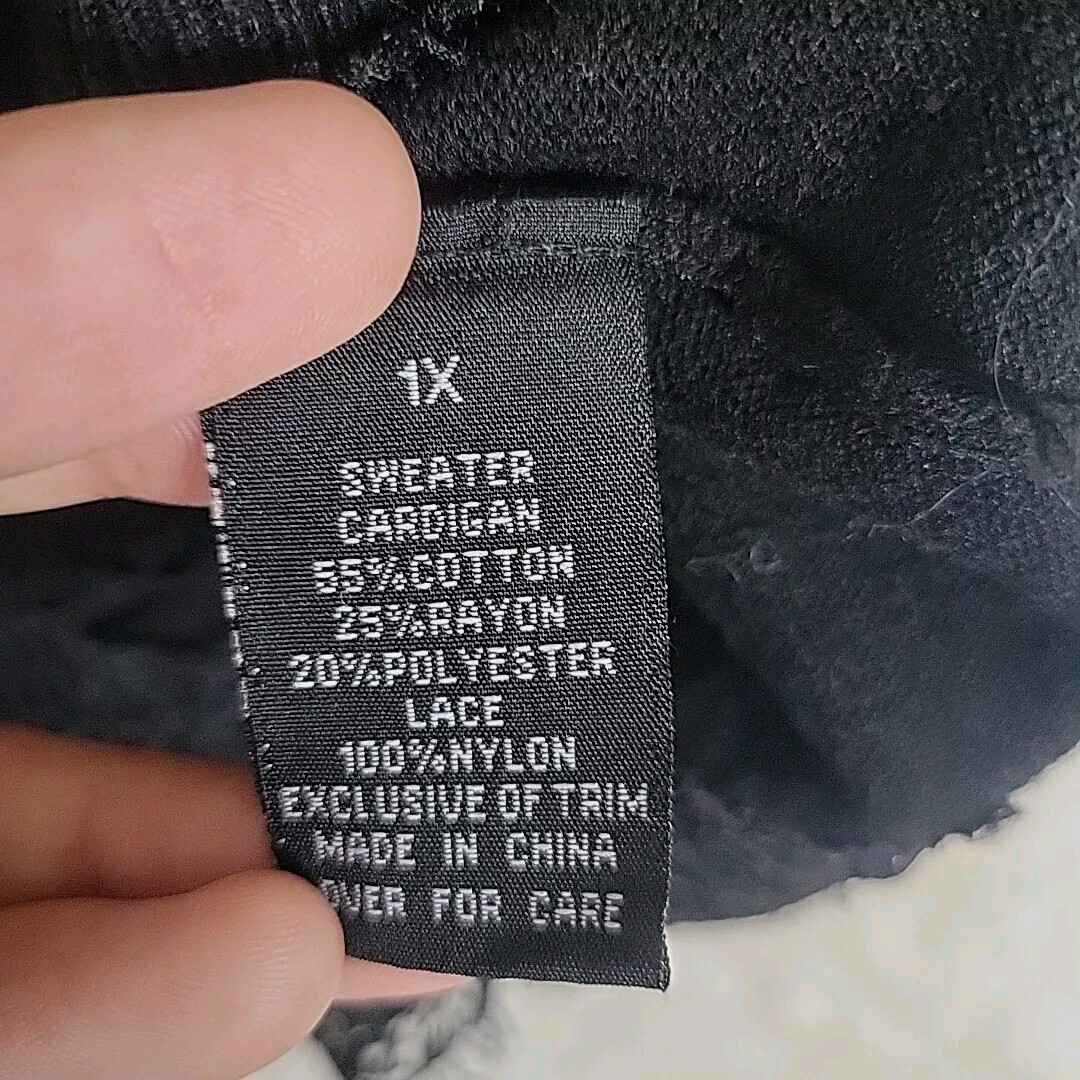 1X
SWEATER
CARDIGAN
55%COTTON
25%RAYON
20%POLYESTER
LACE
100%NYLON
EXCLUSIVE OF TRIM
MADE IN CHINA
FOR CARE